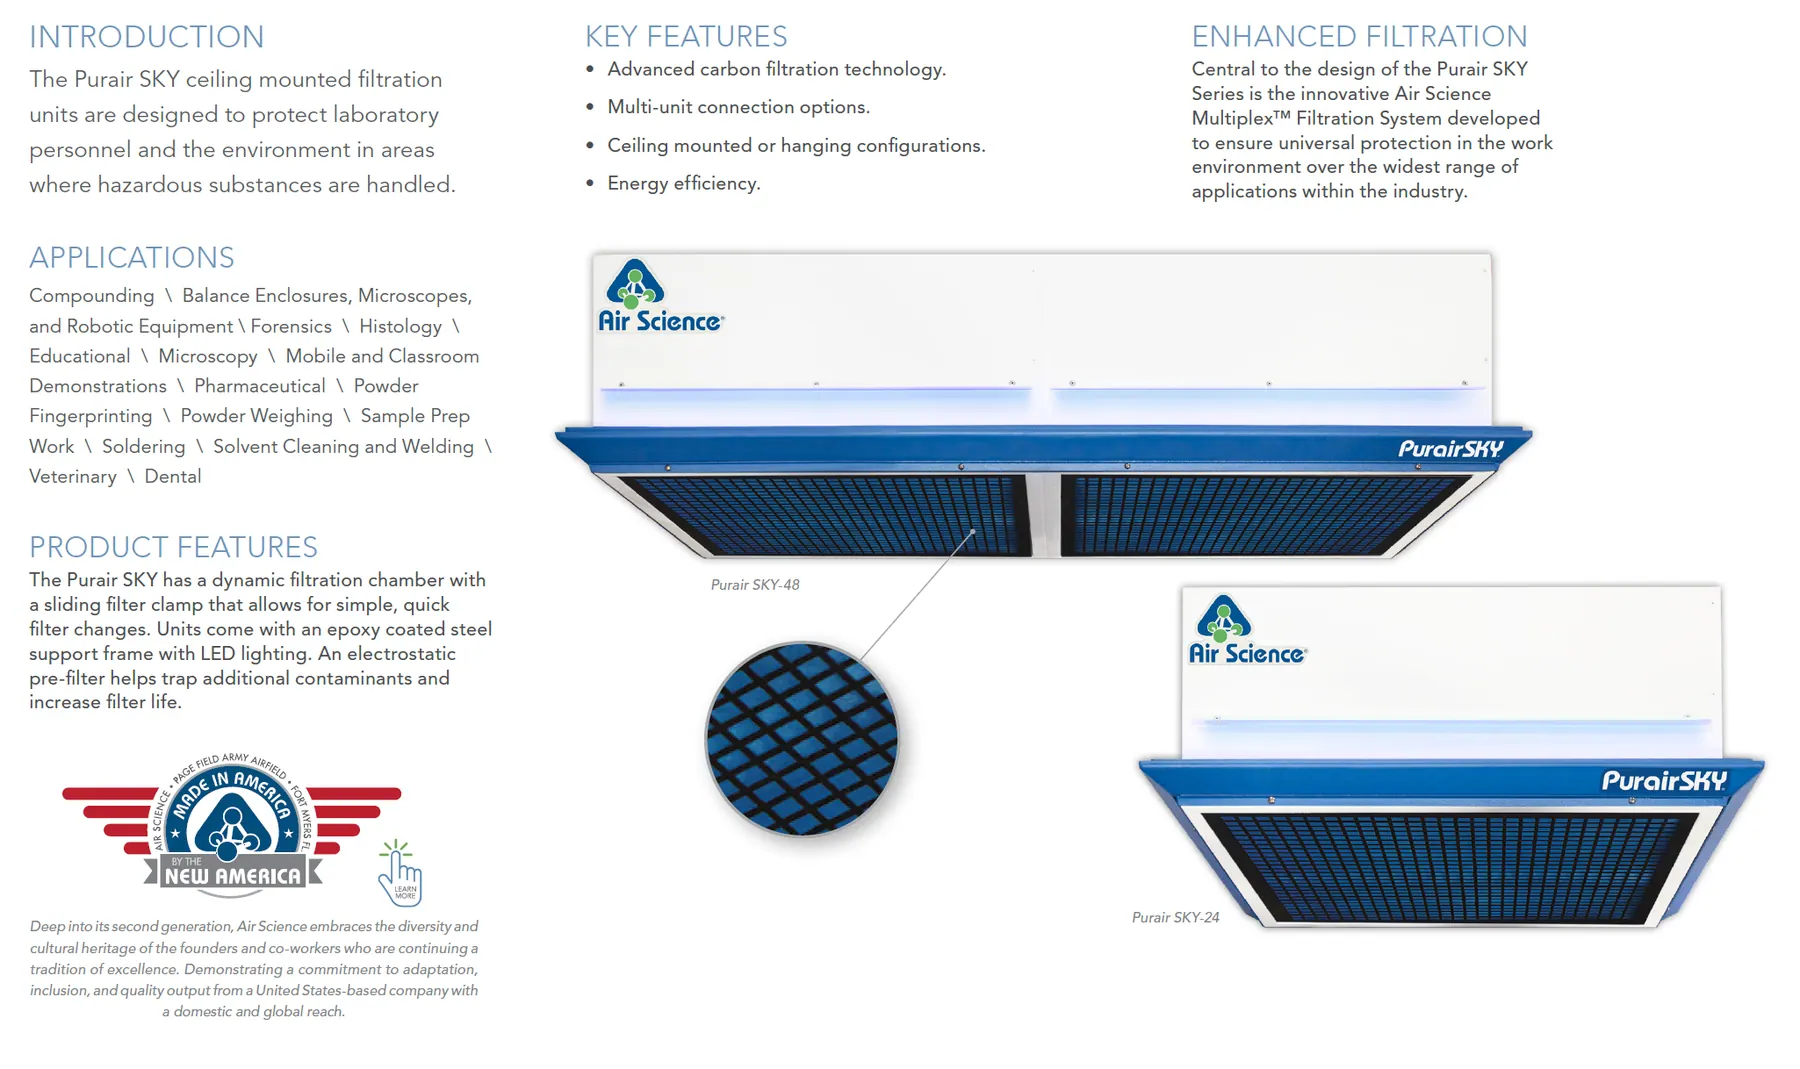 INTRODUCTION
The Purair SKY ceiling mounted filtration
units are designed to protect laboratory
personnel and the environment in areas
where hazardous substances are handled.
APPLICATIONS
Compounding \ Balance Enclosures, Microscopes,
and Robotic Equipment \ Forensics \ Histology \
Educational \ Microscopy \ Mobile and Classroom
Demonstrations \ Pharmaceutical \ Powder
Fingerprinting \ Powder Weighing \ Sample Prep
Work \ Soldering \ Solvent Cleaning and Welding \
Veterinary \ Dental
PRODUCT FEATURES
The Purair SKY has a dynamic filtration chamber with
a sliding filter clamp that allows for simple, quick
filter changes. Units come with an epoxy coated steel
support frame with LED lighting. An electrostatic
pre-filter helps trap additional contaminants and
increase filter life.
AIR SCIENCE • PAGE FIELD ARMY AIRFIELD • FORT MYERS FL
MADE IN AMERICA
BY THE
NEW AMERICA
LEARN
MORE
Deep into its second generation, Air Science embraces the diversity and
cultural heritage of the founders and co-workers who are continuing a
tradition of excellence. Demonstrating a commitment to adaptation,
inclusion, and quality output from a United States-based company with
a domestic and global reach.
KEY FEATURES
• Advanced carbon filtration technology.
• Multi-unit connection options.
• Ceiling mounted or hanging configurations.
• Energy efficiency.
ENHANCED FILTRATION
Central to the design of the Purair SKY
Series is the innovative Air Science
Multiplex™ Filtration System developed
to ensure universal protection in the work
environment over the widest range of
applications within the industry.
Air Science®
PurairSKY
Purair SKY-48
Air Science®
PurairSKY
Purair SKY-24